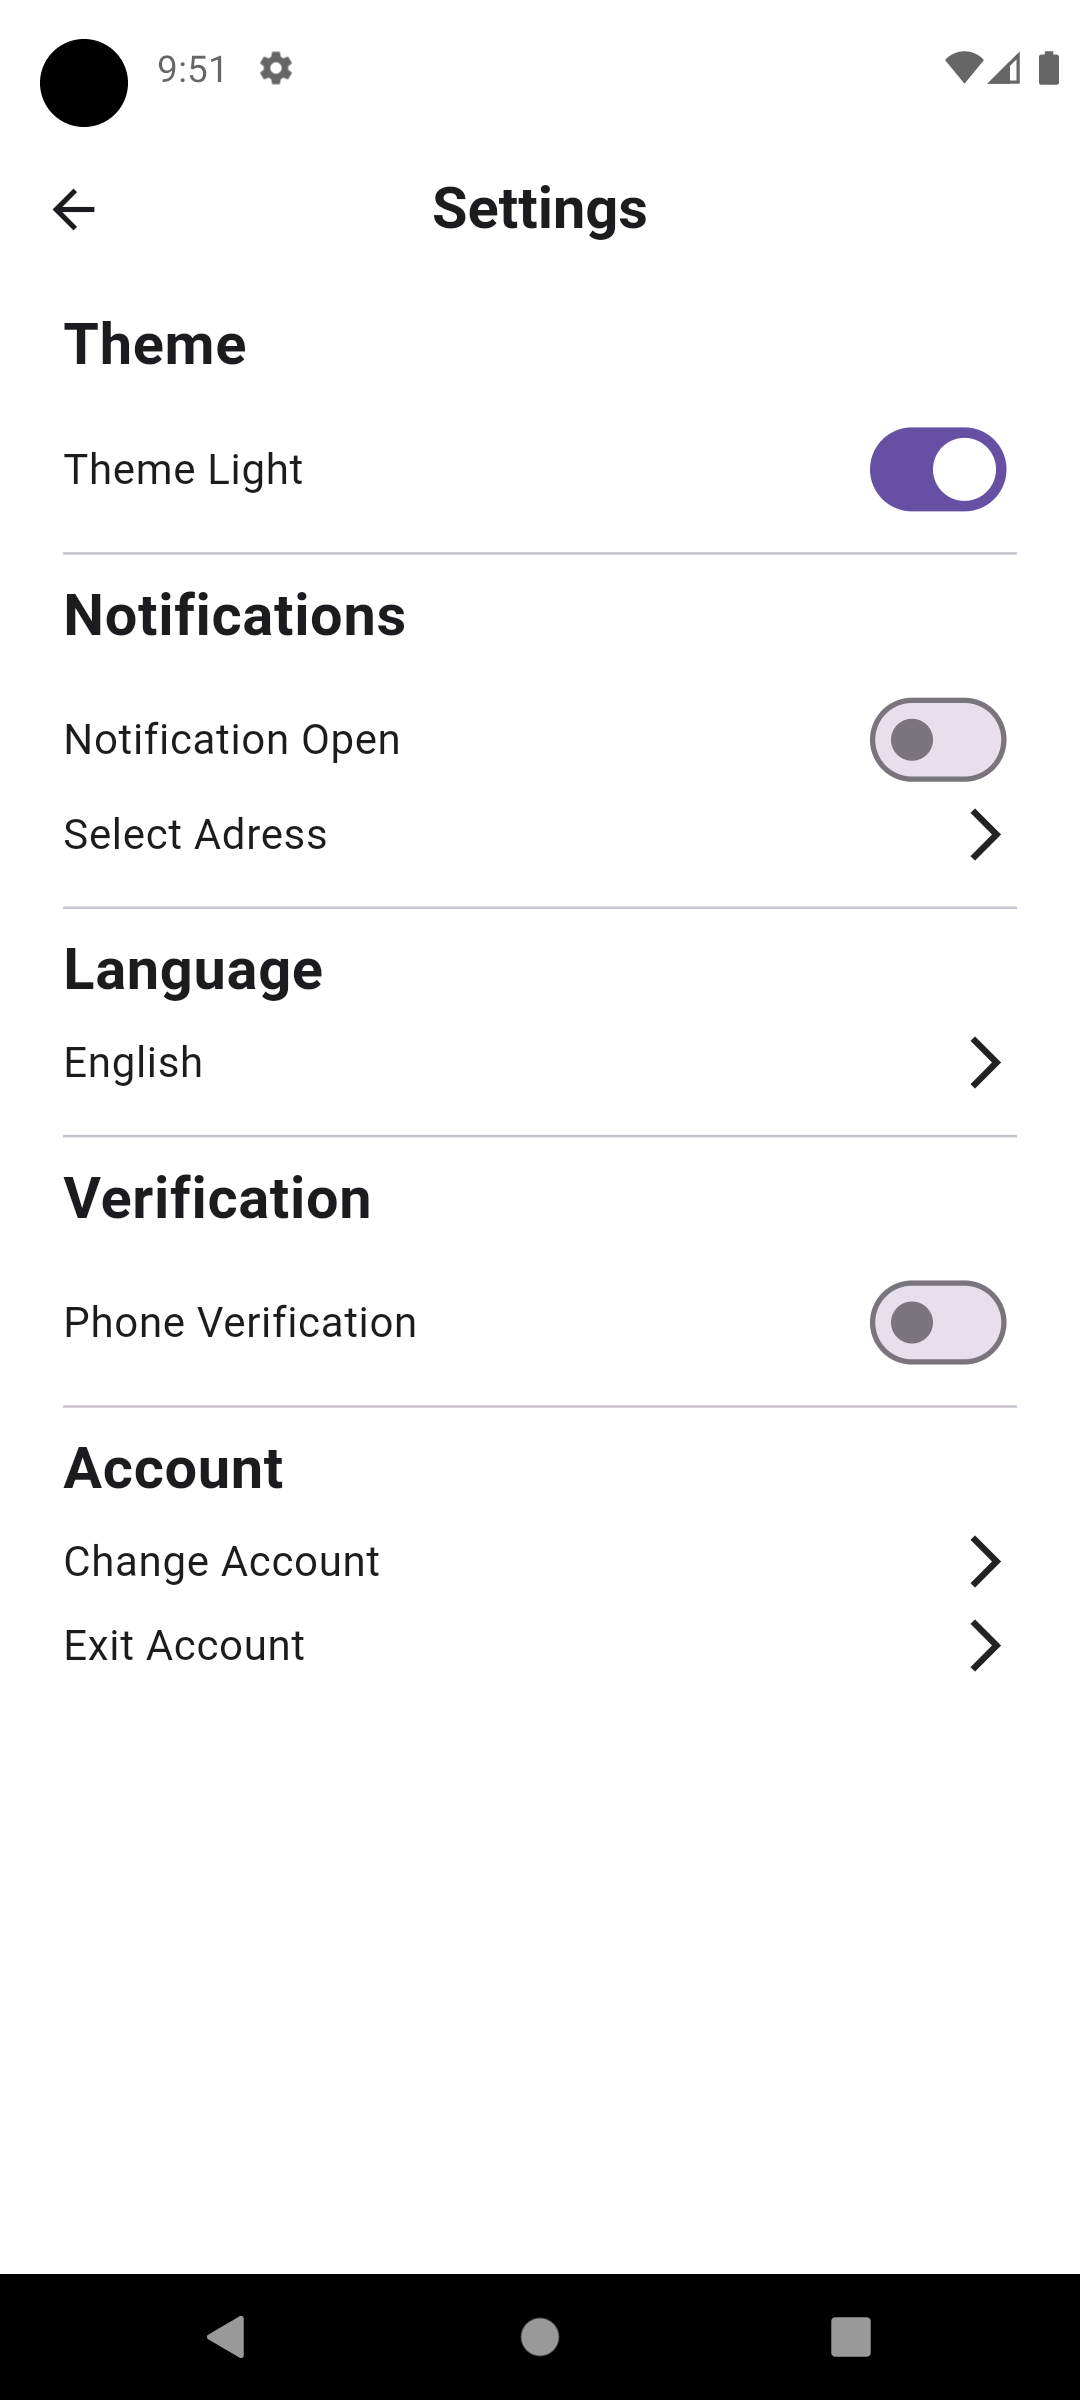 9:51
Settings
Theme
Theme Light
Notifications
Notification Open
Select Adress
Language
English
Verification
Phone Verification
Account
Change Account
Exit Account